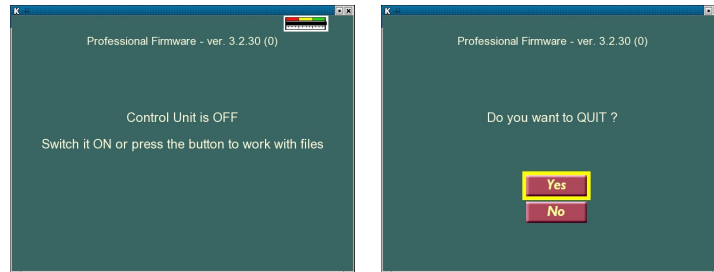 K
Professional Firmware - ver. 3.2.30 (0)
Control Unit is OFF
Switch it ON or press the button to work with files
K
Professional Firmware - ver. 3.2.30 (0)
Do you want to QUIT ?
Yes
No